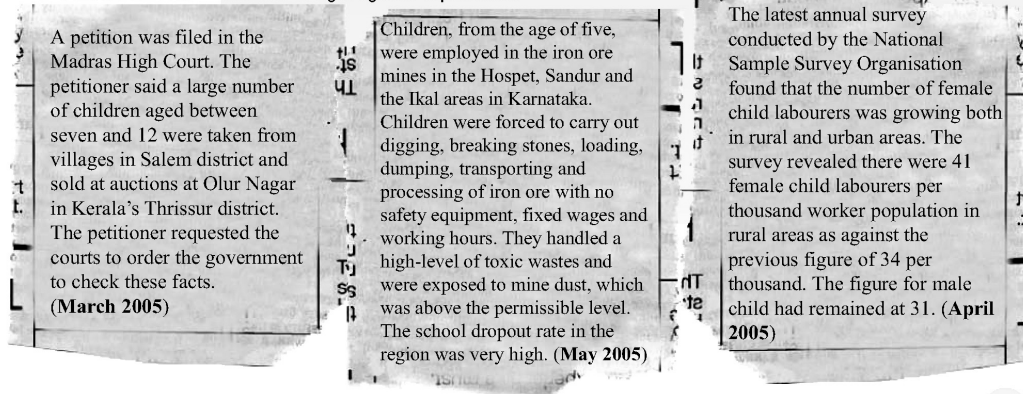 A petition was filed in the
Madras High Court. The
petitioner said a large number
of children aged between
seven and 12 were taken from
villages in Salem district and
sold at auctions at Olur Nagar
in Kerala's Thrissur district.
The petitioner requested the
courts to order the government
to check these facts.
(March 2005)
Children, from the age of five,
were employed in the iron ore
mines in the Hospet, Sandur and
the Ikal areas in Karnataka.
Children were forced to carry out
digging, breaking stones, loading,
dumping, transporting and
processing of iron ore with no
safety equipment, fixed wages and
working hours. They handled a
high-level of toxic wastes and
were exposed to mine dust, which
was above the permissible level.
The school dropout rate in the
region was very high. (May 2005)
The latest annual survey
conducted by the National
Sample Survey Organisation
found that the number of female
child labourers was growing both
in rural and urban areas. The
survey revealed there were 41
female child labourers per
thousand worker population in
rural areas as against the
previous figure of 34 per
thousand. The figure for male
child had remained at 31. (April
2005)